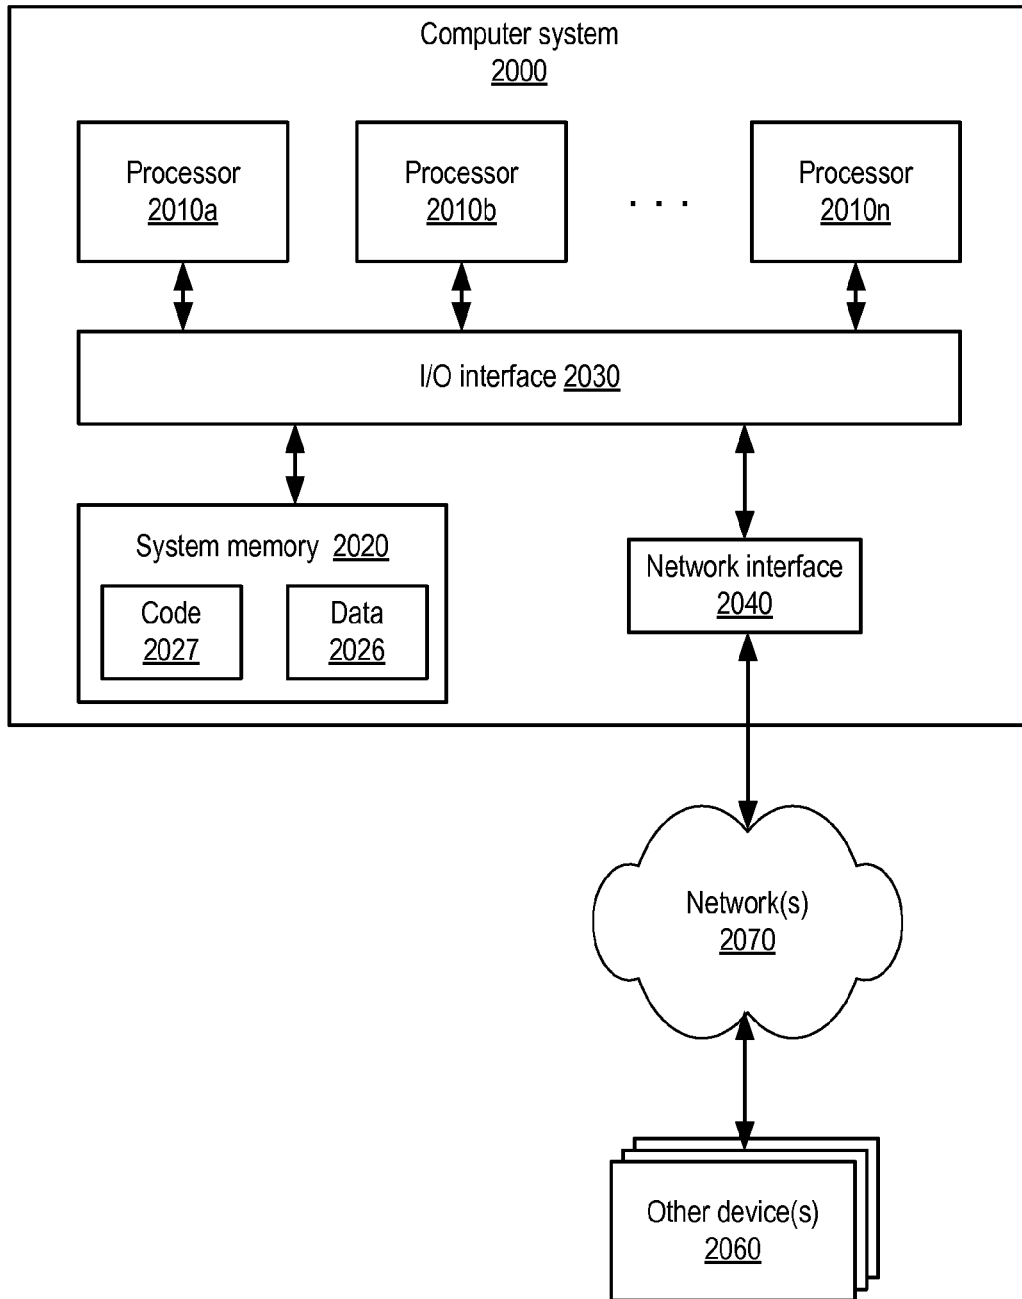 Computer system
2000
Processor
2010a
Processor
2010b
. . .
Processor
2010n
I/O interface 2030
System memory 2020
Code
2027
Data
2026
Network interface
2040
Network(s)
2070
Other device(s)
2060